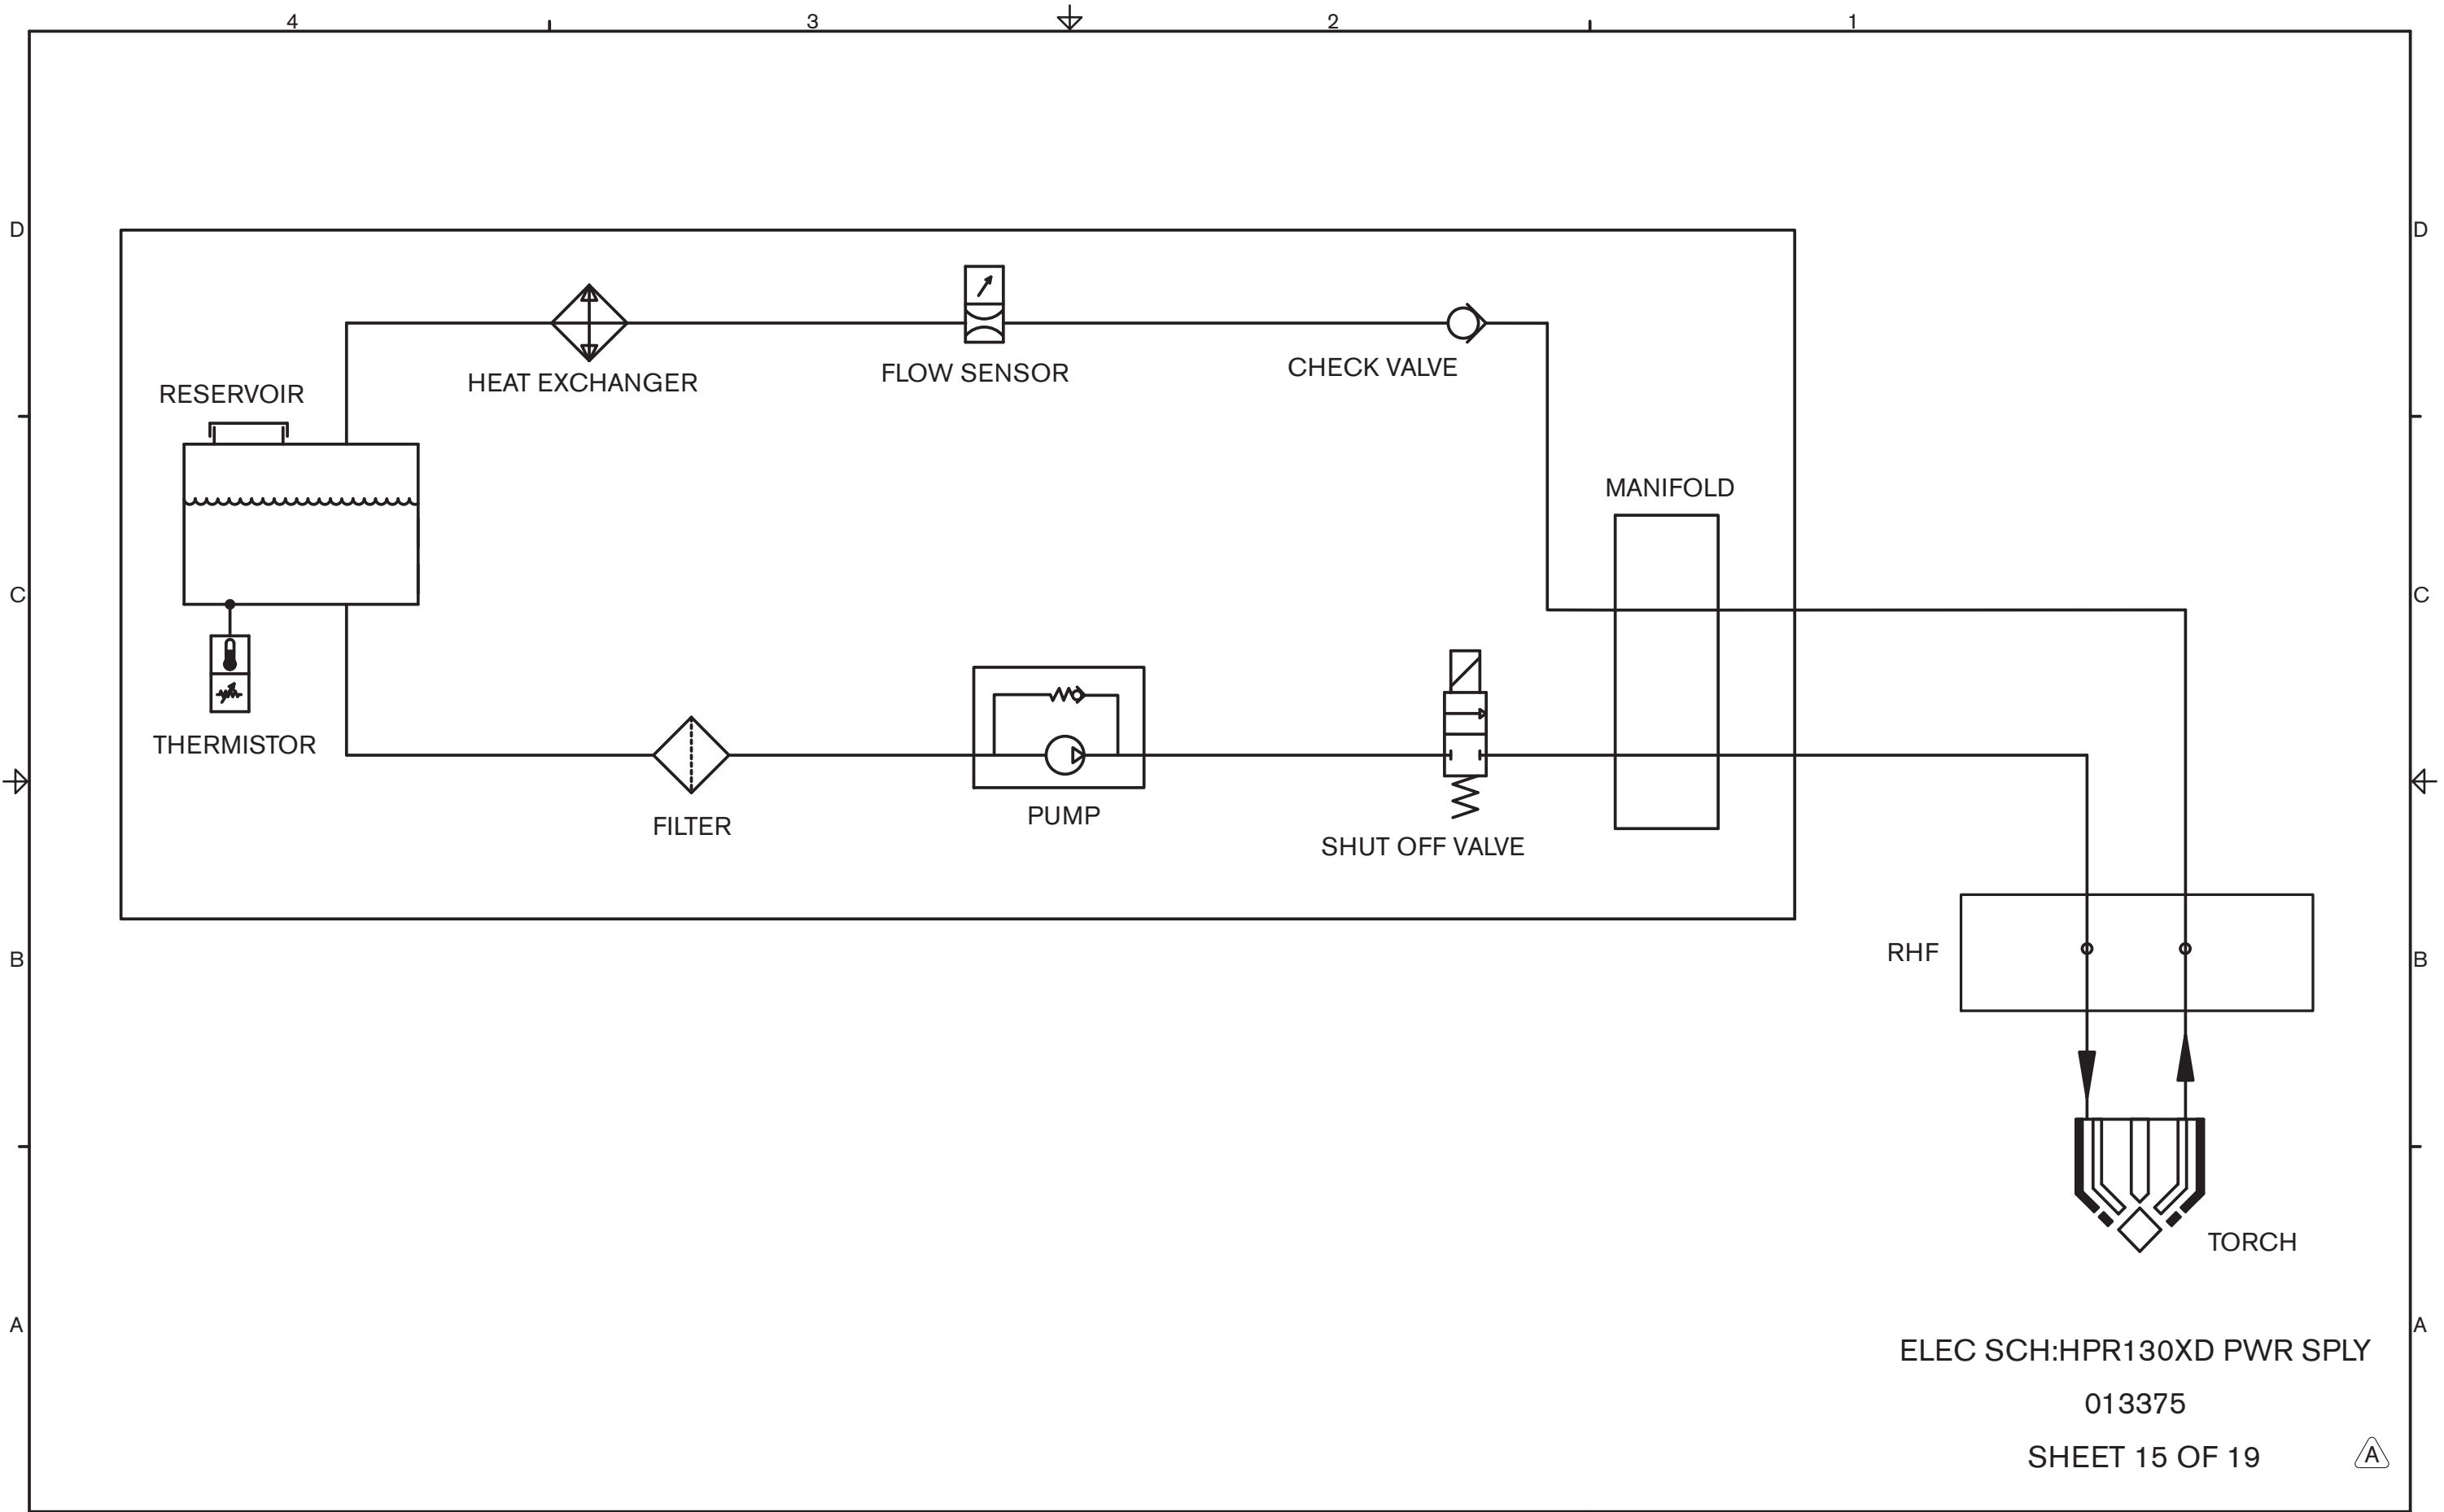 4 3 2 1
D D
HEAT EXCHANGER
FLOW SENSOR
CHECK VALVE
RESERVOIR
MANIFOLD
C C
THERMISTOR
FILTER
PUMP
SHUT OFF VALVE
RHF
B B
TORCH
A A
ELEC SCH:HPR130XD PWR SPLY
013375
SHEET 15 OF 19
A